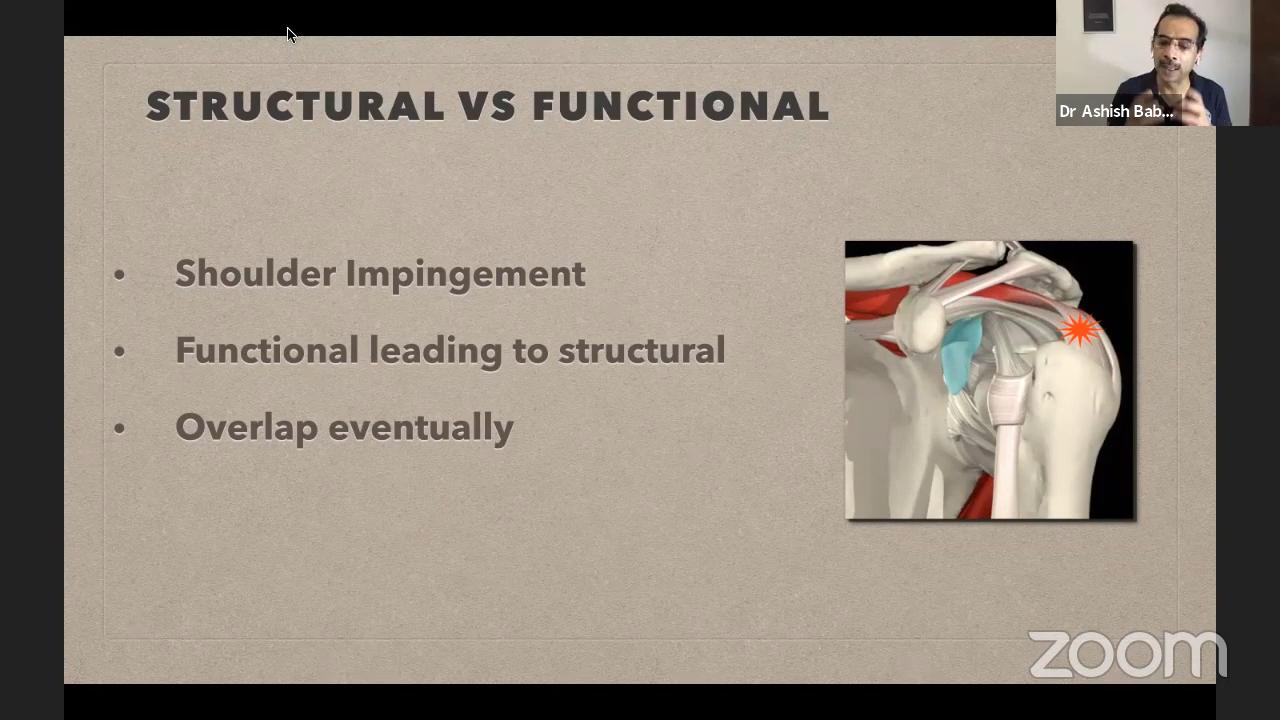 STRUCTURAL VS FUNCTIONAL
Dr Ashish Bab...
• Shoulder Impingement
• Functional leading to structural
• Overlap eventually
zoom